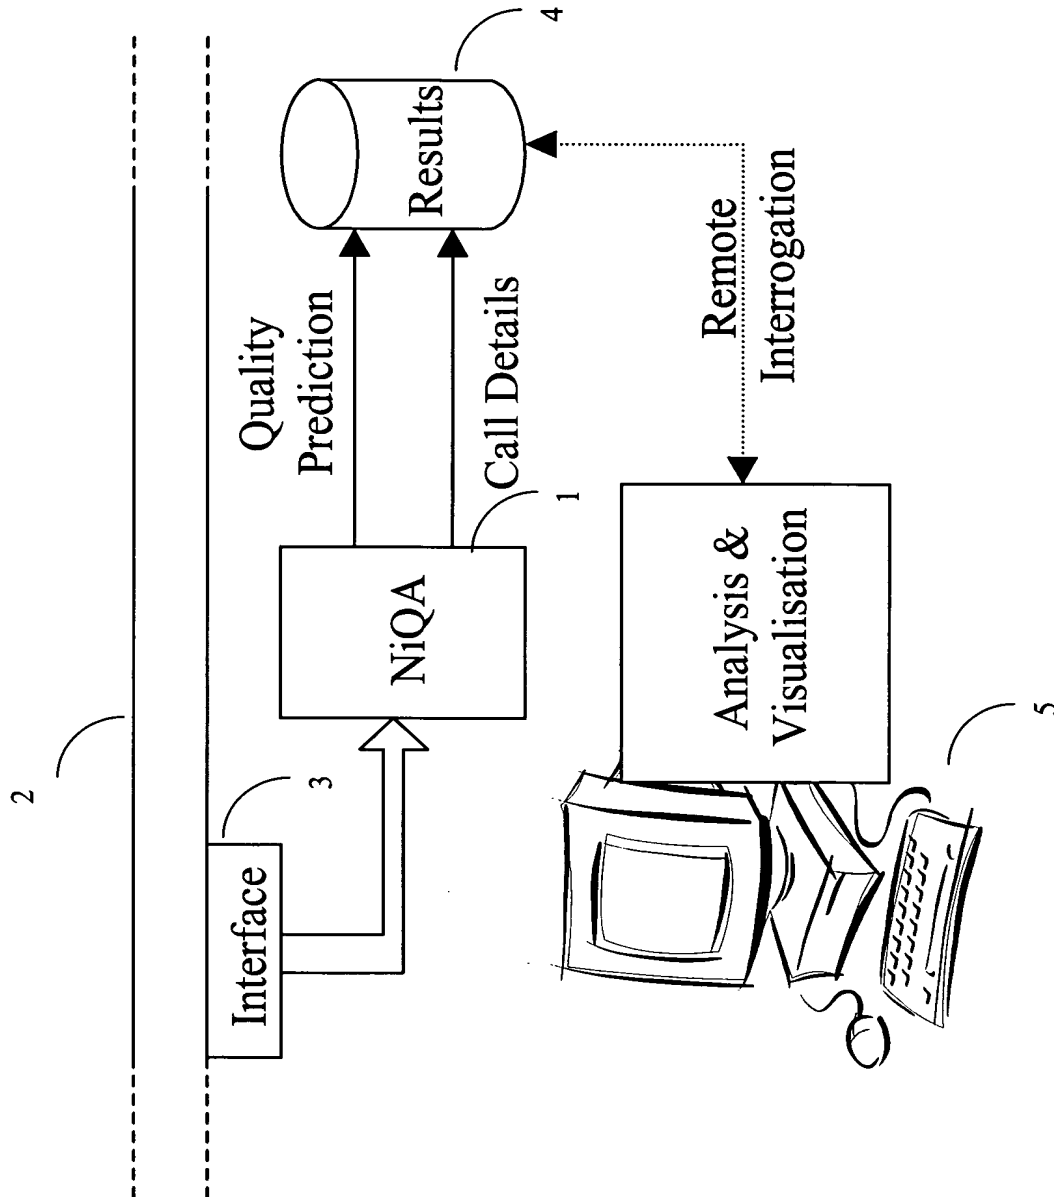 2
Interface
3
NiQA
1
Quality
Prediction
Call Details
Results
4
Remote
Interrogation
Analysis &
Visualisation
5